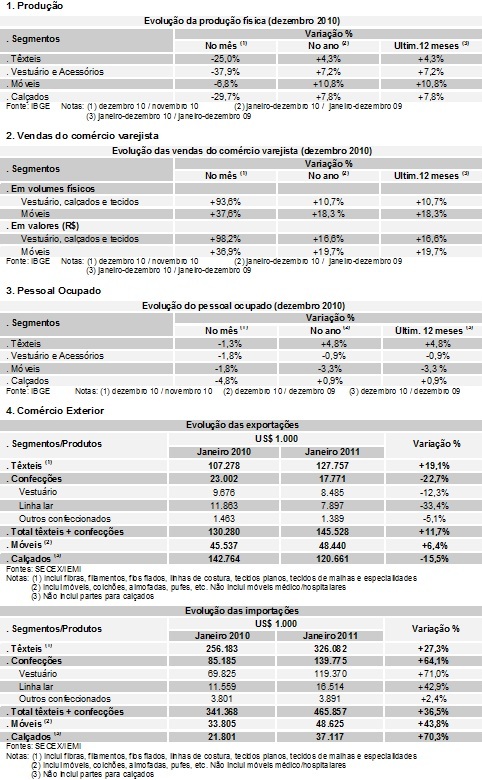 1. Produção
Evolução da produção física (dezembro 2010)
. Segmentos
Variação %
No mês (1) No ano (2) Ultim.12 meses (3)
. Têxteis -25,0% +4,3% +4,3%
. Vestuário e Acessórios -37,9% +7,2% +7,2%
. Móveis -6,8% +10,8% +10,8%
. Calçados -29,7% +7,8% +7,8%
Fonte: IBGE Notas: (1) dezembro 10 / novembro 10 (2) janeiro-dezembro 10 / janeiro-dezembro 09
(3) janeiro-dezembro 10 / janeiro-dezembro 09
2. Vendas do comércio varejista
Evolução das vendas do comércio varejista (dezembro 2010)
. Segmentos
Variação %
No mês (1) No ano (2) Ultim.12 meses (3)
. Em volumes físicos
Vestuário, calçados e tecidos +93,6% +10,7% +10,7%
Móveis +37,6% +18,3 % +18,3%
. Em valores (R$)
Vestuário, calçados e tecidos +98,2% +16,6% +16,6%
Móveis +36,9% +19,7% +19,7%
Fonte: IBGE Notas: (1) dezembro 10 / novembro 10 (2) janeiro-dezembro 10 / janeiro-dezembro 09
(3) janeiro-dezembro 10 / janeiro-dezembro 09
3. Pessoal Ocupado
Evolução do pessoal ocupado (dezembro 2010)
. Segmentos
Variação %
No mês (1) No ano (2) Últim. 12 meses (3)
. Têxteis -1,3% +4,8% +4,8%
. Vestuário e Acessórios -1,8% -0,9% -0,9%
. Móveis -1,8% -3,3% -3,3 %
. Calçados -4,8% +0,9% +0,9%
Fonte: IBGE Notas: (1) dezembro 10 / novembro 10 (2) dezembro 10 / dezembro 09 (3) dezembro 10 / dezembro 09
4. Comércio Exterior
Evolução das exportações
. Segmentos/Produtos
US$ 1.000
Variação %
Janeiro 2010 Janeiro 2011
. Têxteis (1) 107.278 127.757 +19,1%
. Confecções 23.002 17.771 -22,7%
Vestuário 9.676 8.485 -12,3%
Linha lar 11.863 7.897 -33,4%
Outros confeccionados 1.463 1.389 -5,1%
. Total têxteis + confecções 130.280 145.528 +11,7%
. Móveis (2) 45.537 48.440 +6,4%
. Calçados (3) 142.764 120.661 -15,5%
Fontes: SECEX/IEMI
Notas: (1) Inclui fibras, filamentos, fios fiados, linhas de costura, tecidos planos, tecidos de malhas e especialidades
(2) Inclui móveis, colchões, almofadas, pufes, etc. Não inclui móveis médico/hospitalares
(3) Não inclui partes para calçados
Evolução das importações
. Segmentos/Produtos
US$ 1.000
Variação %
Janeiro 2010 Janeiro 2011
. Têxteis (1) 256.183 326.082 +27,3%
. Confecções 85.185 139.775 +64,1%
Vestuário 69.825 119.370 +71,0%
Linha lar 11.559 16.514 +42,9%
Outros confeccionados 3.801 3.891 +2,4%
. Total têxteis + confecções 341.368 465.857 +36,5%
. Móveis (2) 33.805 48.625 +43,8%
. Calçados (3) 21.801 37.117 +70,3%
Fontes: SECEX/IEMI
Notas: (1) Inclui fibras, filamentos, fios fiados, linhas de costura, tecidos planos, tecidos de malhas e especialidades
(2) Inclui móveis, colchões, almofadas, pufes, etc. Não inclui móveis médico/hospitalares
(3) Não inclui partes para calçados